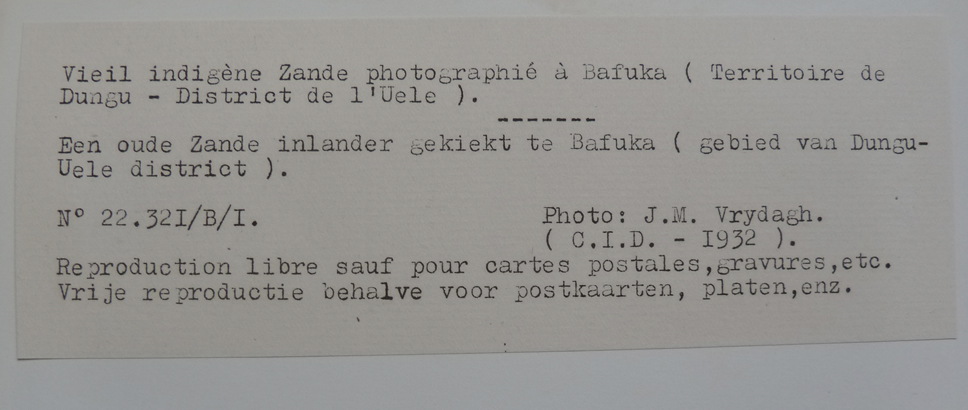 Vieil indigène Zande photographié à Bafuka ( Territoire de
Dungu - District de l'Uele ).
-------
Een oude Zande inlander gekiekt te Bafuka ( gebied van Dungu-
Uele district ).
N° 22.32I/B/I.
Photo: J.M. Vrydagh.
( C.I.D. - I932 ).
Reproduction libre sauf pour cartes postales,gravures,etc.
Vrije reproductie behalve voor postkaarten, platen,enz.